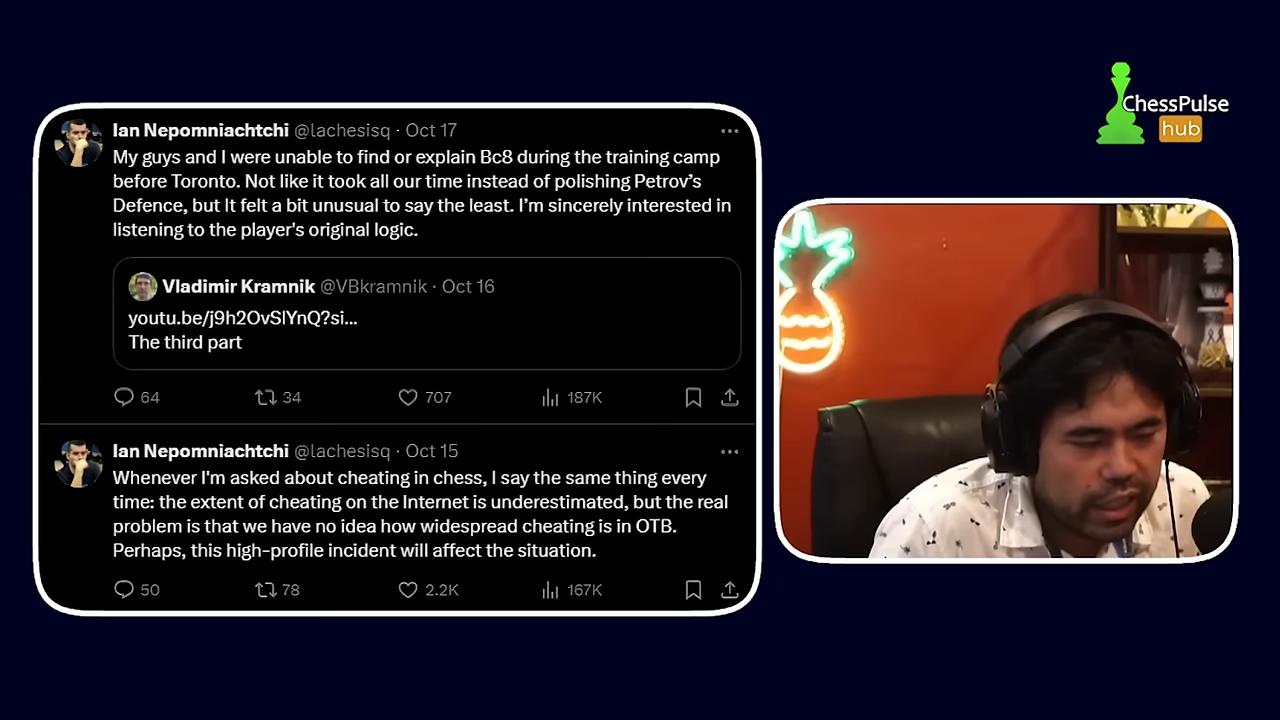 Ian Nepomniachtchi @lachesisq · Oct 17
My guys and I were unable to find or explain Bc8 during the training camp
before Toronto. Not like it took all our time instead of polishing Petrov’s
Defence, but It felt a bit unusual to say the least. I’m sincerely interested in
listening to the player's original logic.
Vladimir Kramnik @VBkramnik · Oct 16
youtu.be/j9h2OvSlYnQ?si...
The third part
64 34 707 187K
Ian Nepomniachtchi @lachesisq · Oct 15
Whenever I'm asked about cheating in chess, I say the same thing every
time: the extent of cheating on the Internet is underestimated, but the real
problem is that we have no idea how widespread cheating is in OTB.
Perhaps, this high-profile incident will affect the situation.
50 78 2.2K 167K
ChessPulse
hub